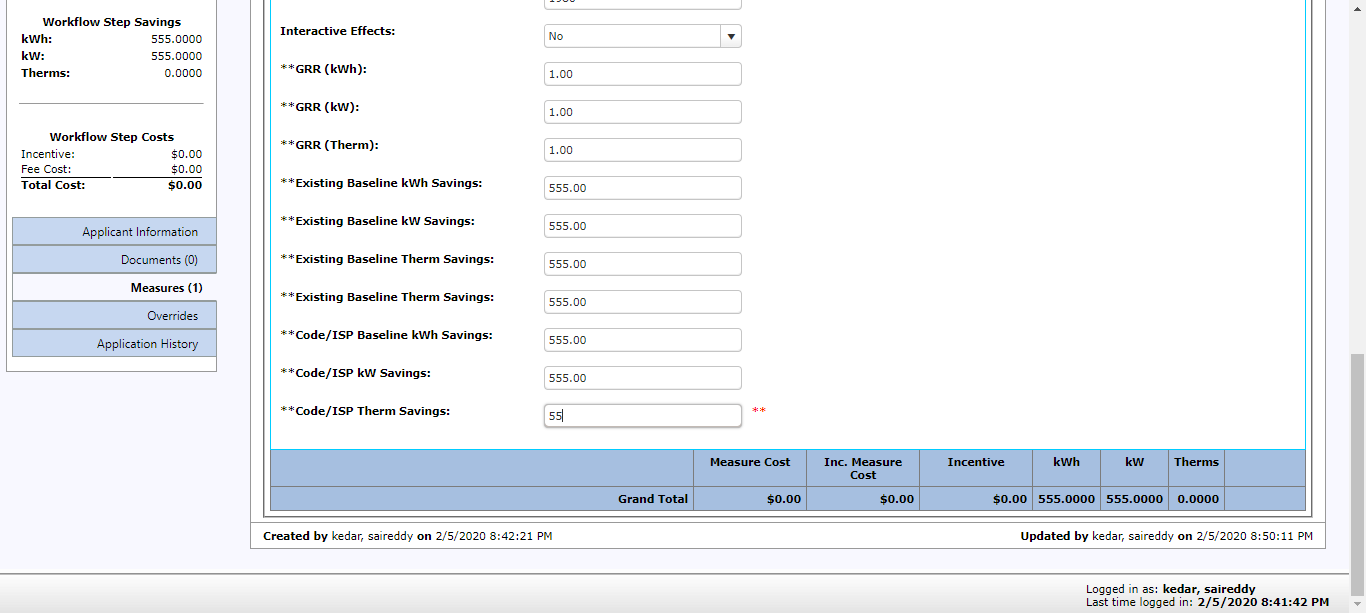 Workflow Step Savings
kWh: 555.0000
kW: 555.0000
Therms: 0.0000
Workflow Step Costs
Incentive: $0.00
Fee Cost: $0.00
Total Cost: $0.00
Applicant Information
Documents (0)
Measures (1)
Overrides
Application History
Interactive Effects: No
**GRR (kWh): 1.00
**GRR (kW): 1.00
**GRR (Therm): 1.00
**Existing Baseline kWh Savings: 555.00
**Existing Baseline kW Savings: 555.00
**Existing Baseline Therm Savings: 555.00
**Existing Baseline Therm Savings: 555.00
**Code/ISP Baseline kWh Savings: 555.00
**Code/ISP kW Savings: 555.00
**Code/ISP Therm Savings: 55 **
Measure Cost Inc. Measure Cost Incentive kWh kW Therms
Grand Total $0.00 $0.00 $0.00 555.0000 555.0000 0.0000
Created by kedar, saireddy on 2/5/2020 8:42:21 PM Updated by kedar, saireddy on 2/5/2020 8:50:11 PM
Logged in as: kedar, saireddy
Last time logged in: 2/5/2020 8:41:42 PM